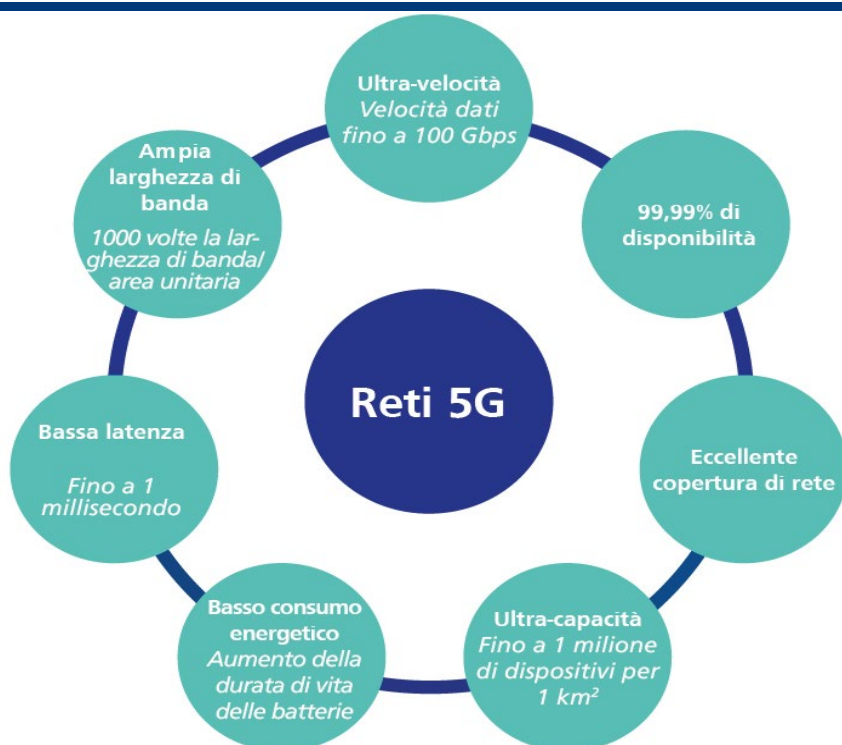 Ultra-velocità
Velocità dati
fino a 100 Gbps
99,99% di
disponibilità
Eccellente
copertura di rete
Ultra-capacità
Fino a 1 milione
di dispositivi per
1 km²
Basso consumo
energetico
Aumento della
durata di vita
delle batterie
Bassa latenza
Fino a 1
millisecondo
Ampia
larghezza di
banda
1000 volte la lar-
ghezza di banda/
area unitaria
Reti 5G